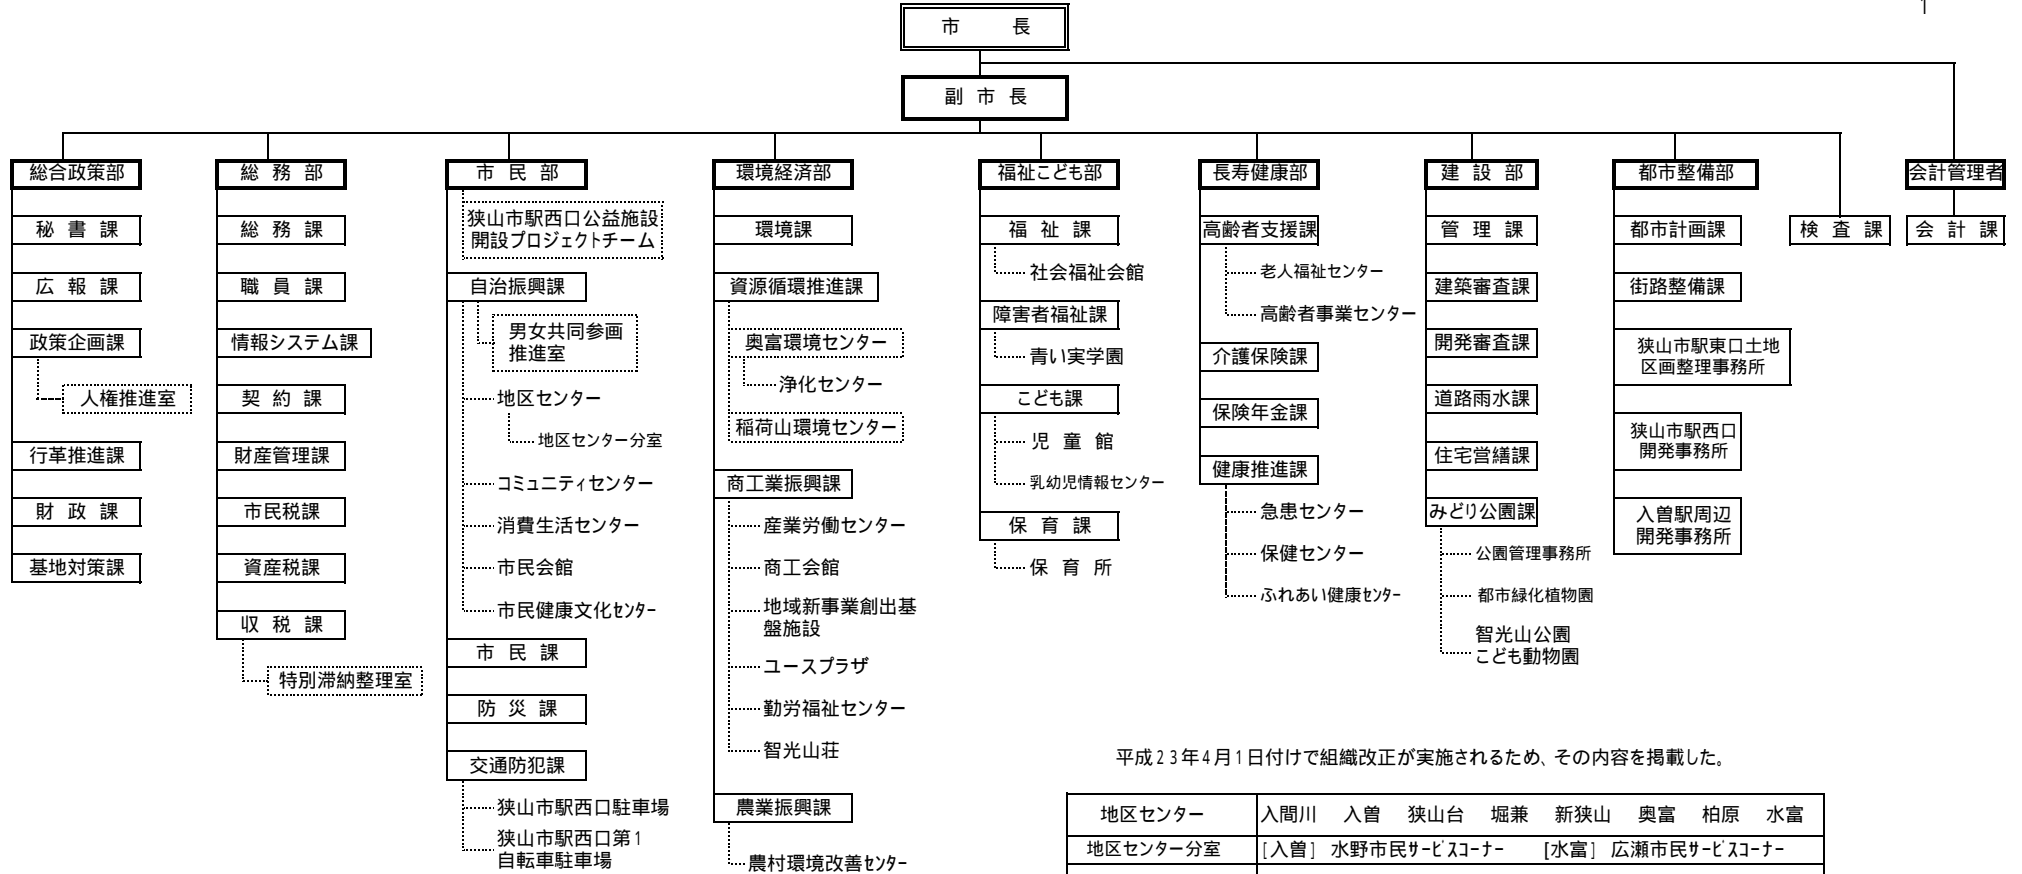 1
市 長
副 市 長
総合政策部
秘 書 課
広 報 課
政策企画課
人権推進室
行革推進課
財 政 課
基地対策課
総 務 部
総 務 課
職 員 課
情報システム課
契 約 課
財産管理課
市民税課
資産税課
収 税 課
特別滞納整理室
市 民 部
狭山市駅西口公益施設
開設プロジェクトチーム
自治振興課
男女共同参画
推進室
地区センター
地区センター分室
コミュニティセンター
消費生活センター
市民会館
市民健康文化センター
市 民 課
防 災 課
交通防犯課
狭山市駅西口駐車場
狭山市駅西口第1
自転車駐車場
環境経済部
環境課
資源循環推進課
奥富環境センター
浄化センター
稲荷山環境センター
商工業振興課
産業労働センター
商工会館
地域新事業創出基
盤施設
ユースプラザ
勤労福祉センター
智光山荘
農業振興課
農村環境改善センター
福祉こども部
福 祉 課
社会福祉会館
障害者福祉課
青い実学園
こども課
児 童 館
乳幼児情報センター
保 育 課
保 育 所
長寿健康部
高齢者支援課
老人福祉センター
高齢者事業センター
介護保険課
保険年金課
健康推進課
急患センター
保健センター
ふれあい健康センター
建 設 部
管 理 課
建築審査課
開発審査課
道路雨水課
住宅営繕課
みどり公園課
公園管理事務所
都市緑化植物園
智光山公園
こども動物園
都市整備部
都市計画課
街路整備課
狭山市駅東口土地
区画整理事務所
狭山市駅西口
開発事務所
入曽駅周辺
開発事務所
検 査 課
会計管理者
会 計 課
平成23年4月1日付けで組織改正が実施されるため、その内容を掲載した。
地区センター 入間川 入曽 狭山台 堀兼 新狭山 奥富 柏原 水富
地区センター分室 [入曽] 水野市民サービスコーナー [水富] 広瀬市民サービスコーナー